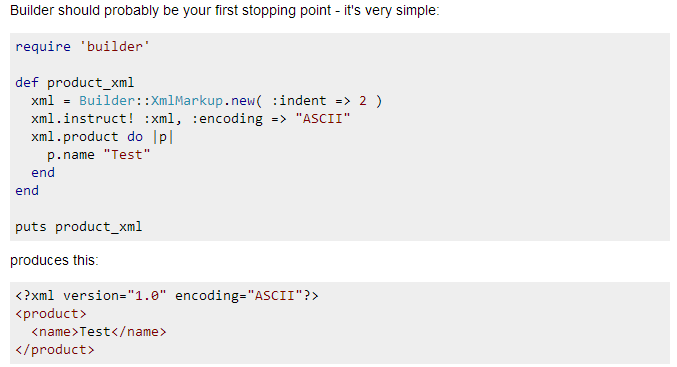 Builder should probably be your first stopping point - it's very simple:
require 'builder'
def product_xml
  xml = Builder::XmlMarkup.new( :indent => 2 )
  xml.instruct! :xml, :encoding => "ASCII"
  xml.product do |p|
    p.name "Test"
  end
end
puts product_xml
produces this:
<?xml version="1.0" encoding="ASCII"?>
<product>
  <name>Test</name>
</product>